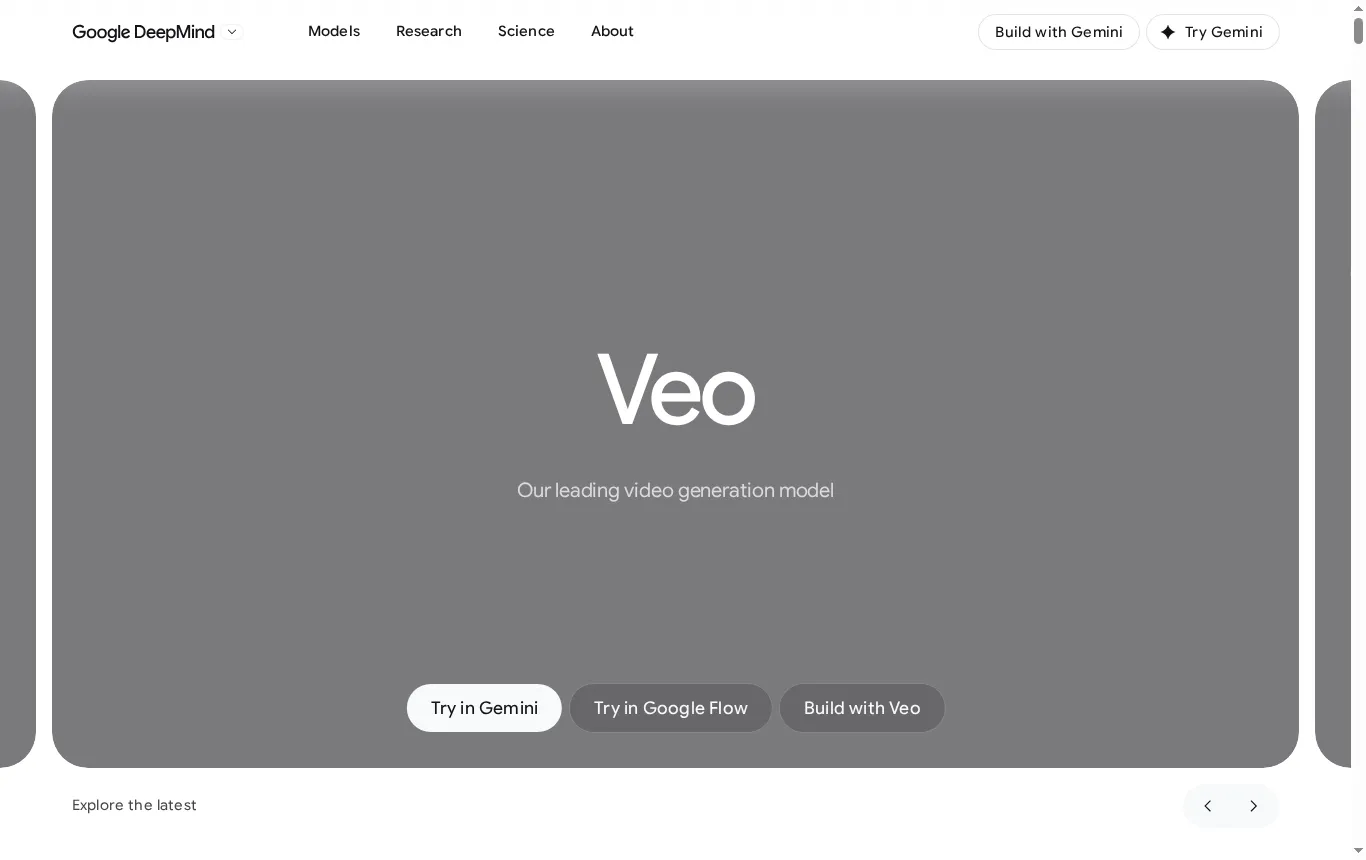 Google DeepMind
Models
Research
Science
About
Build with Gemini
Try Gemini
Veo
Our leading video generation model
Try in Gemini
Try in Google Flow
Build with Veo
Explore the latest